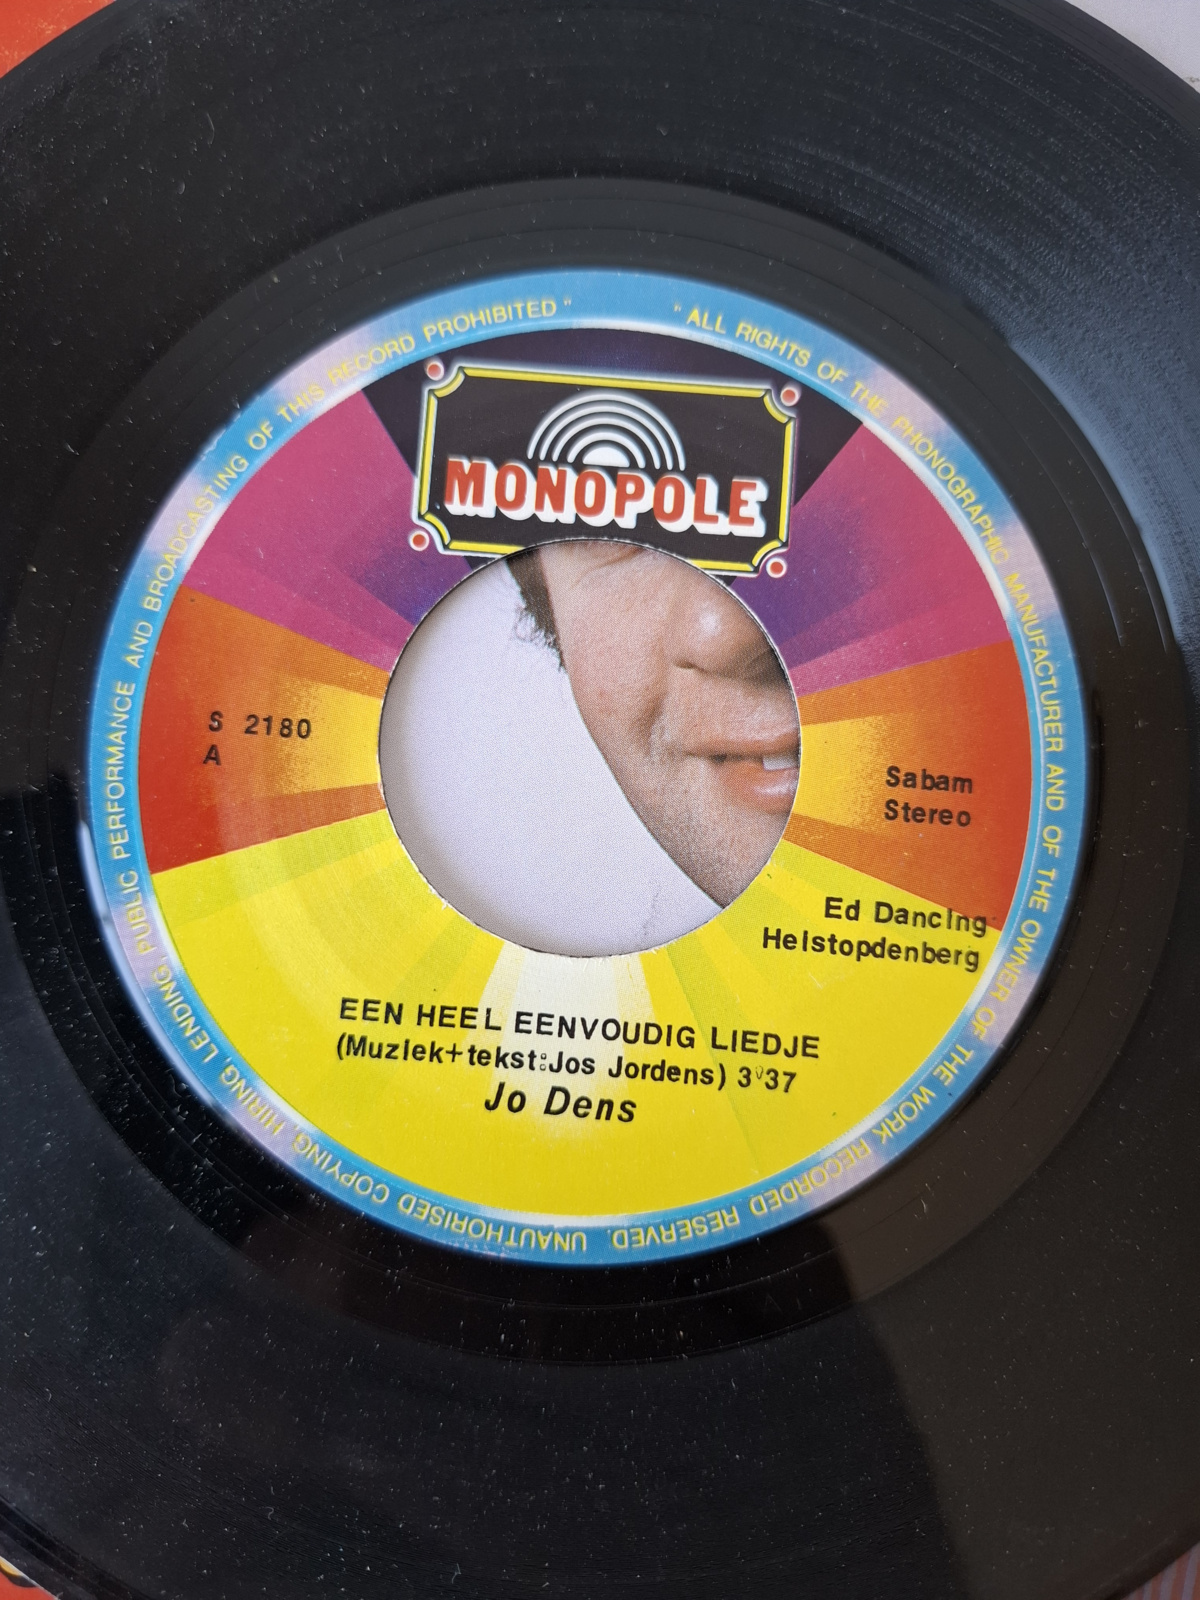 "ALL RIGHTS OF THE PHONOGRAPHIC MANUFACTURER AND OF THE OWNER OF THE WORK RECORDED RESERVED. UNAUTHORISED COPYING, HIRING, LENDING, PUBLIC PERFORMANCE AND BROADCASTING OF THIS RECORD PROHIBITED"
MONOPOLE
S 2180
A
Sabam
Stereo
Ed Dancing
Heistopdenberg
EEN HEEL EENVOUDIG LIEDJE
(Muziek+tekst:Jos Jordens) 3'37
Jo Dens